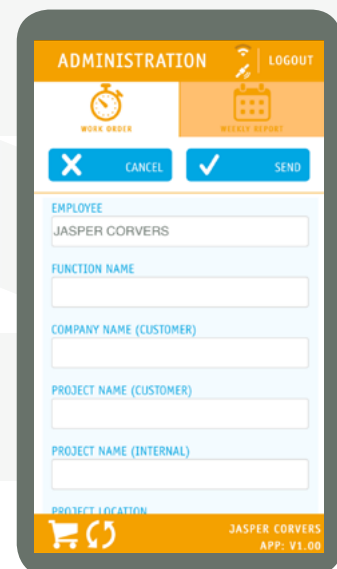 ADMINISTRATION
LOGOUT
WORK ORDER
WEEKLY REPORT
CANCEL
SEND
EMPLOYEE
JASPER CORVERS
FUNCTION NAME
COMPANY NAME (CUSTOMER)
PROJECT NAME (CUSTOMER)
PROJECT NAME (INTERNAL)
PROJECT LOCATION
JASPER CORVERS
APP: V1.00